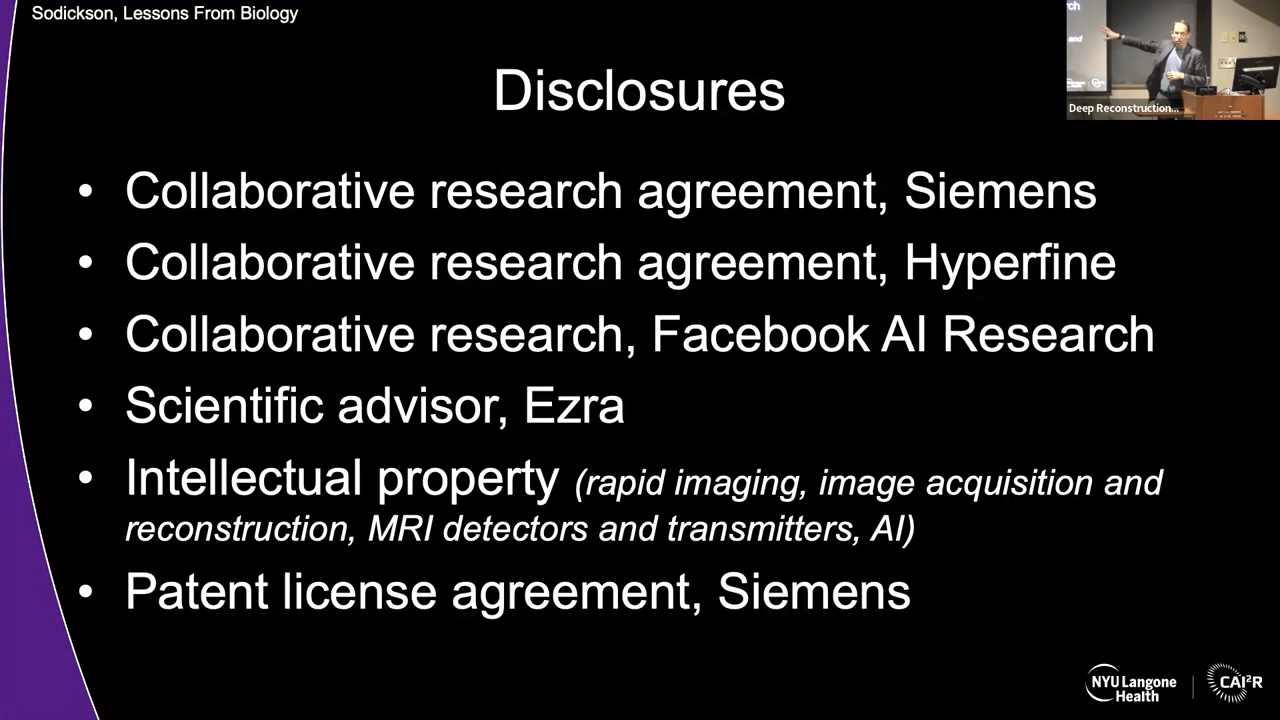 Sodickson, Lessons From Biology
rch
and
Deep Reconstruction...
Disclosures
• Collaborative research agreement, Siemens
• Collaborative research agreement, Hyperfine
• Collaborative research, Facebook AI Research
• Scientific advisor, Ezra
• Intellectual property (rapid imaging, image acquisition and
reconstruction, MRI detectors and transmitters, AI)
• Patent license agreement, Siemens
NYU Langone
Health
CAI²R